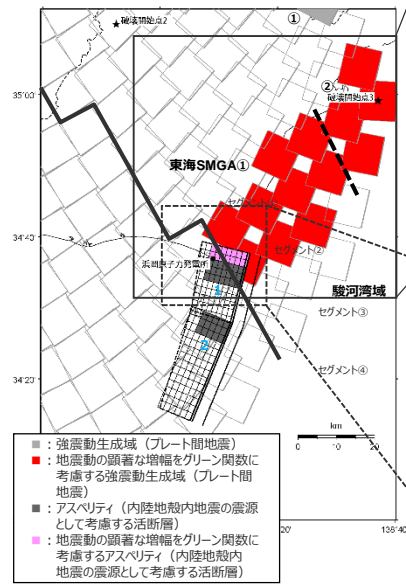 ①
★破壊開始点2
35°00'
②
★
破壊開始点3
東海SMGA①
34°40'
セグメント
セグメント②
浜岡原子力発電所
1
駿河湾域
セグメント③
2
34°20'
セグメント④
km
0 10 20
■ : 強震動生成域（プレート間地震）
■ : 地震動の顕著な増幅をグリーン関数に
考慮する強震動生成域（プレート間
地震）
■ : アスペリティ（内陸地殻内地震の震源
として考慮する活断層）
■ : 地震動の顕著な増幅をグリーン関数に
考慮するアスペリティ（内陸地殻内
地震の震源として考慮する活断層）
138°40'